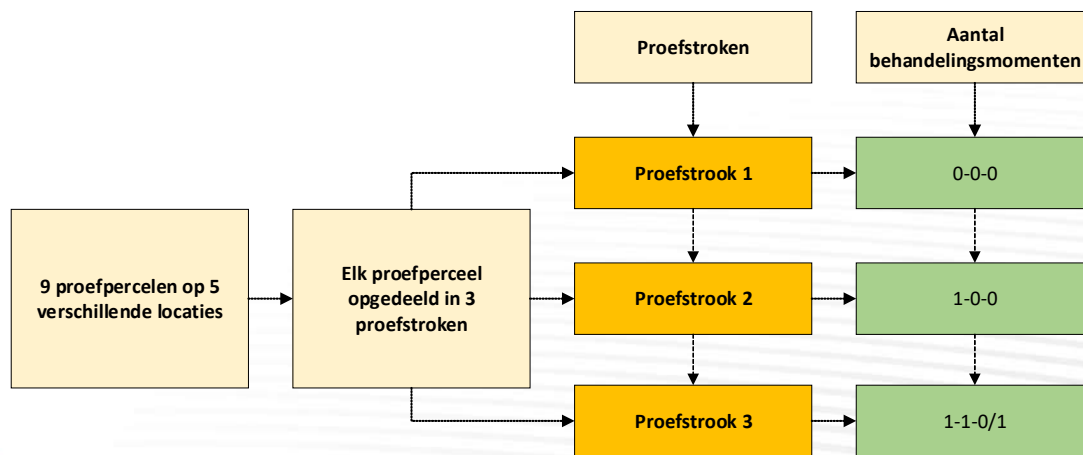 Proefstroken
Aantal
behandelingsmomenten
Proefstrook 1
0-0-0
9 proefpercelen op 5
verschillende locaties
Elk proefperceel
opgedeeld in 3
proefstroken
Proefstrook 2
1-0-0
Proefstrook 3
1-1-0/1